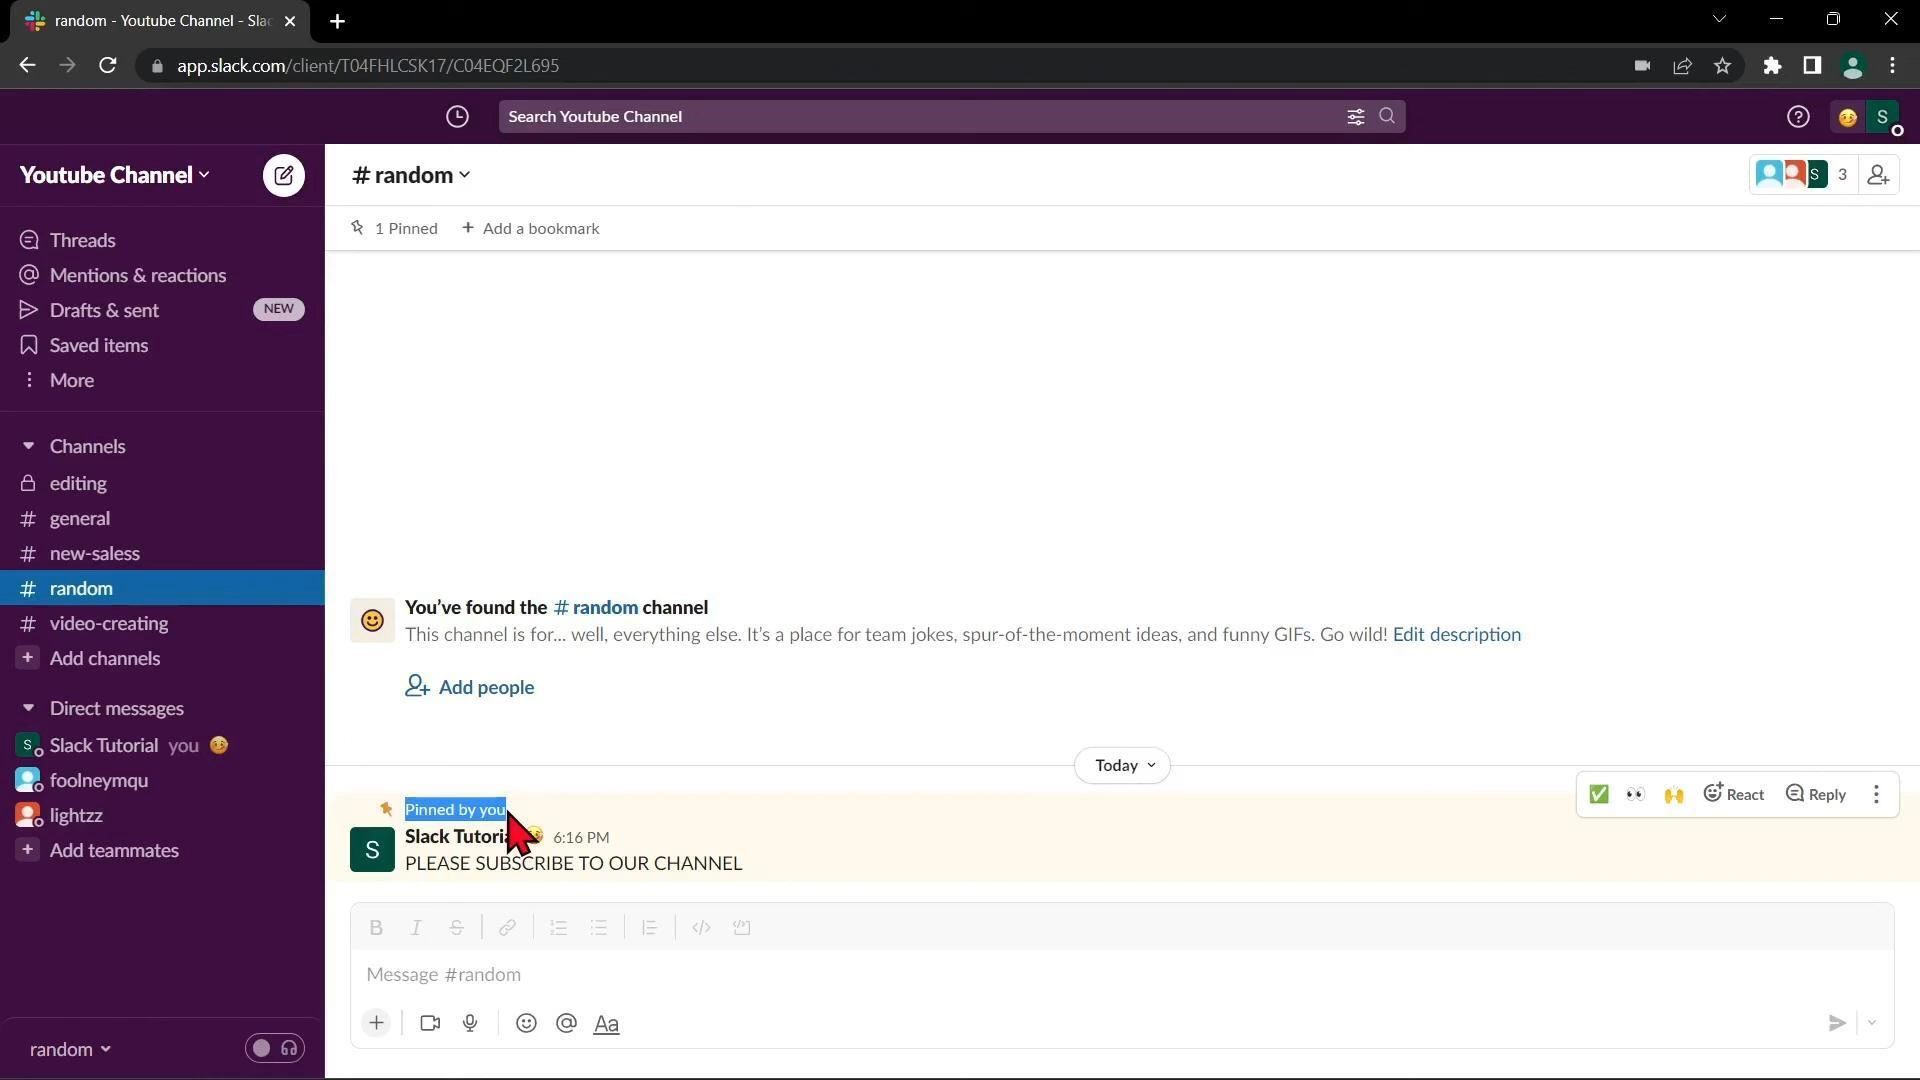 random - Youtube Channel - Slac
app.slack.com/client/T04FHLCSK17/C04EQF2L695
Search Youtube Channel
S
Youtube Channel
# random
S
3
1 Pinned
+ Add a bookmark
Threads
Mentions & reactions
Drafts & sent
NEW
Saved items
More
Channels
editing
# general
# new-saless
# random
# video-creating
+ Add channels
Direct messages
S Slack Tutorial you
foolneymqu
lightzz
+ Add teammates
random
You've found the # random channel
This channel is for... well, everything else. It's a place for team jokes, spur-of-the-moment ideas, and funny GIFs. Go wild! Edit description
Add people
Today
React
Reply
Pinned by you
S
Slack Tutoria 6:16 PM
PLEASE SUBSCRIBE TO OUR CHANNEL
B I S
Message #random
+ @ Aa